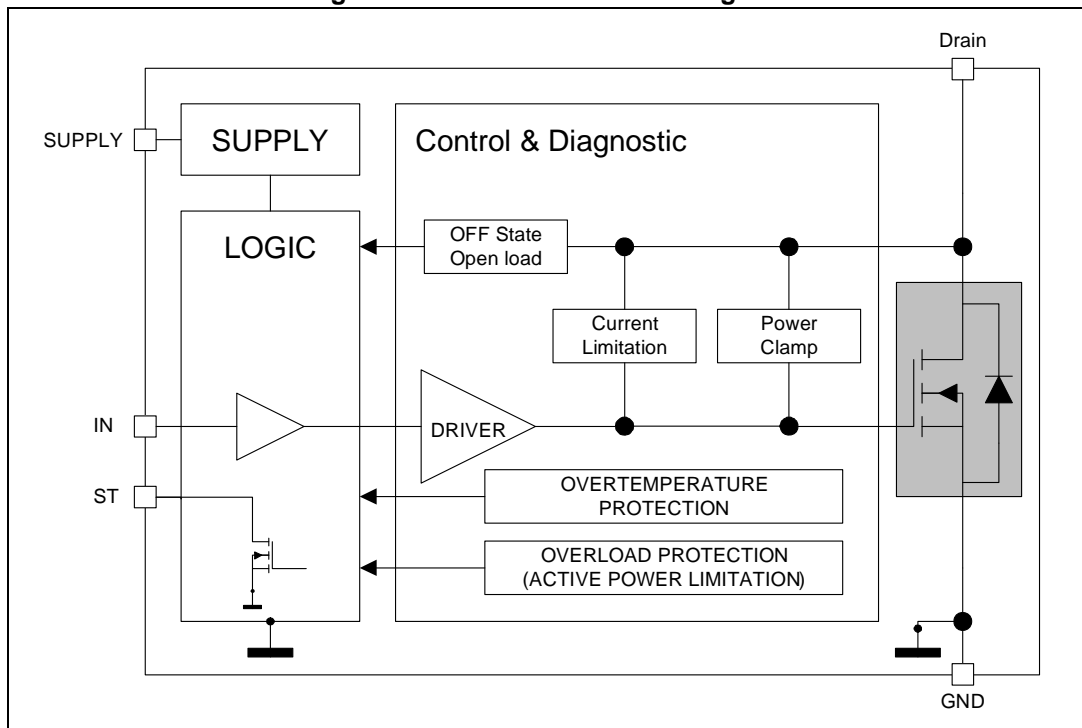 Drain
SUPPLY
SUPPLY
Control & Diagnostic
LOGIC
OFF State
Open load
Current
Limitation
Power
Clamp
IN
DRIVER
ST
OVERTEMPERATURE
PROTECTION
OVERLOAD PROTECTION
(ACTIVE POWER LIMITATION)
GND